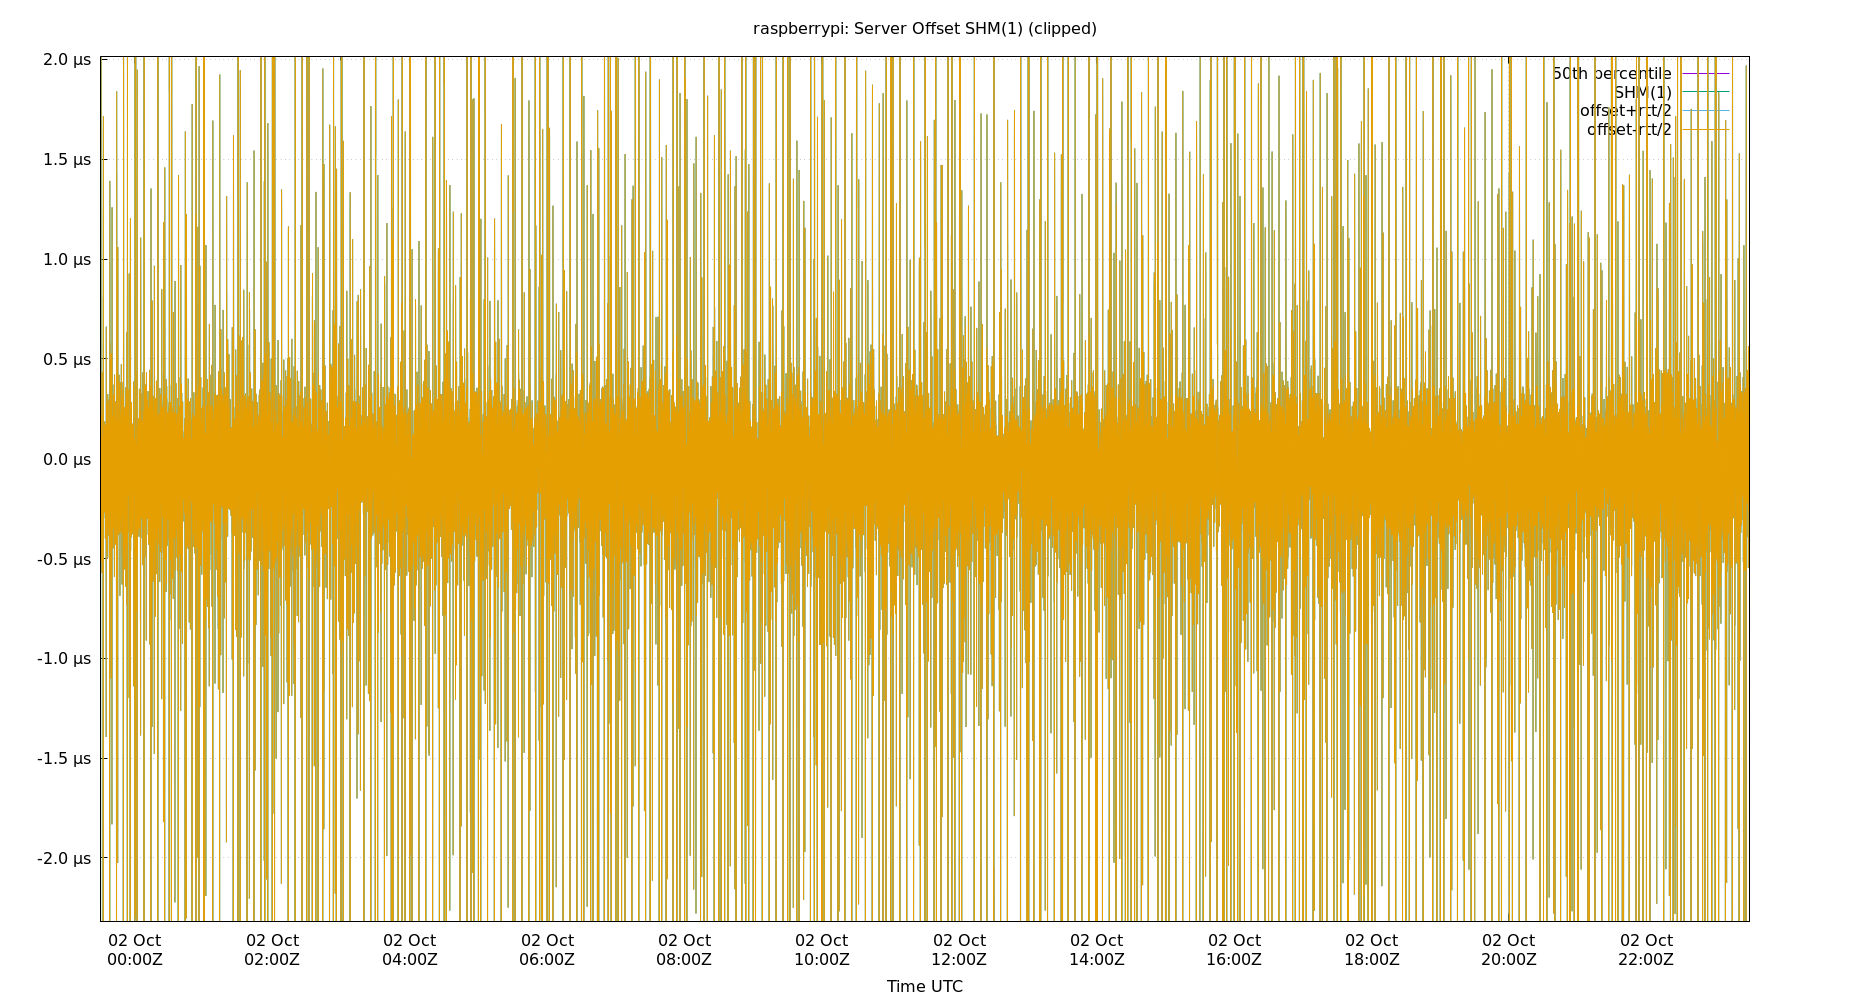 raspberrypi: Server Offset SHM(1) (clipped)
2.0 µs
1.5 µs
1.0 µs
0.5 µs
0.0 µs
-0.5 µs
-1.0 µs
-1.5 µs
-2.0 µs
50th percentile
SHM(1)
offset+rtt/2
offset-rtt/2
02 Oct 02 Oct 02 Oct 02 Oct 02 Oct 02 Oct 02 Oct 02 Oct 02 Oct 02 Oct 02 Oct 02 Oct
00:00Z 02:00Z 04:00Z 06:00Z 08:00Z 10:00Z 12:00Z 14:00Z 16:00Z 18:00Z 20:00Z 22:00Z
Time UTC